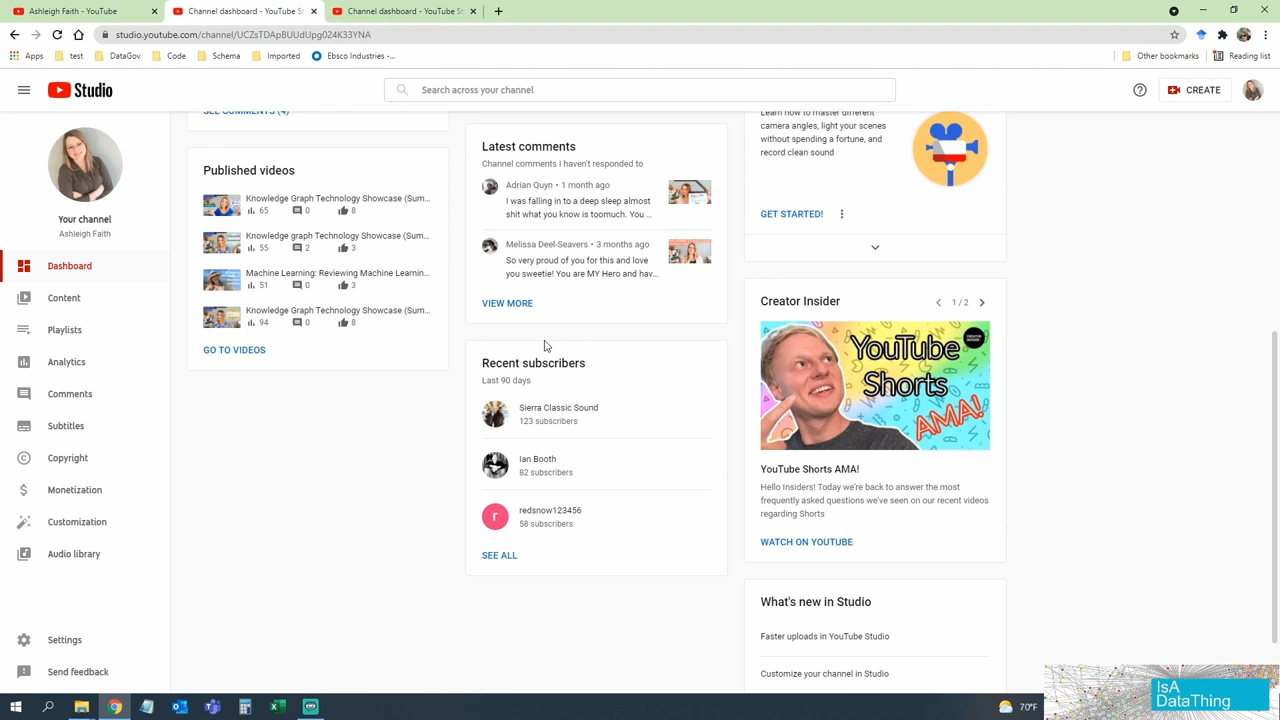 Ashleigh Faith - YouTube
Channel dashboard - YouTube S
Channel dashboard - YouTube S
studio.youtube.com/channel/UCZsTDApBUUdUpg024K33YNA
Apps
test
DataGov
Code
Schema
Imported
Ebsco Industries -...
Other bookmarks
Reading list
Studio
Search across your channel
CREATE
Your channel
Ashleigh Faith
Dashboard
Content
Playlists
Analytics
Comments
Subtitles
Copyright
Monetization
Customization
Audio library
Settings
Send feedback
SEE COMMENTS (4)
Published videos
Knowledge Graph Technology Showcase (Sum...
65 0 8
Knowledge graph Technology Showcase (Sum...
55 2 3
Machine Learning: Reviewing Machine Learnin...
51 0 3
Knowledge Graph Technology Showcase (Sum...
94 0 8
GO TO VIDEOS
Latest comments
Channel comments I haven't responded to
Adrian Quyn • 1 month ago
I was falling in to a deep sleep almost
shit what you know is toomuch. You ...
Melissa Deel-Seavers • 3 months ago
So very proud of you for this and love
you sweetie! You are MY Hero and hav...
VIEW MORE
Recent subscribers
Last 90 days
Sierra Classic Sound
123 subscribers
Ian Booth
82 subscribers
r
redsnow123456
58 subscribers
SEE ALL
Learn how to master different
camera angles, light your scenes
without spending a fortune, and
record clean sound
GET STARTED!
Creator Insider
1 / 2
YouTube
Shorts
AMA!
CREATOR
INSIDER
YouTube Shorts AMA!
Hello Insiders! Today we're back to answer the most
frequently asked questions we've seen on our recent videos
regarding Shorts
WATCH ON YOUTUBE
What's new in Studio
Faster uploads in YouTube Studio
Customize your channel in Studio
70°F
IsA
DataThing